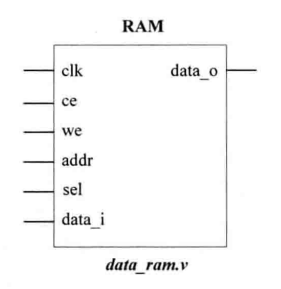 RAM
clk data_o
ce
we
addr
sel
data_i
data_ram.v